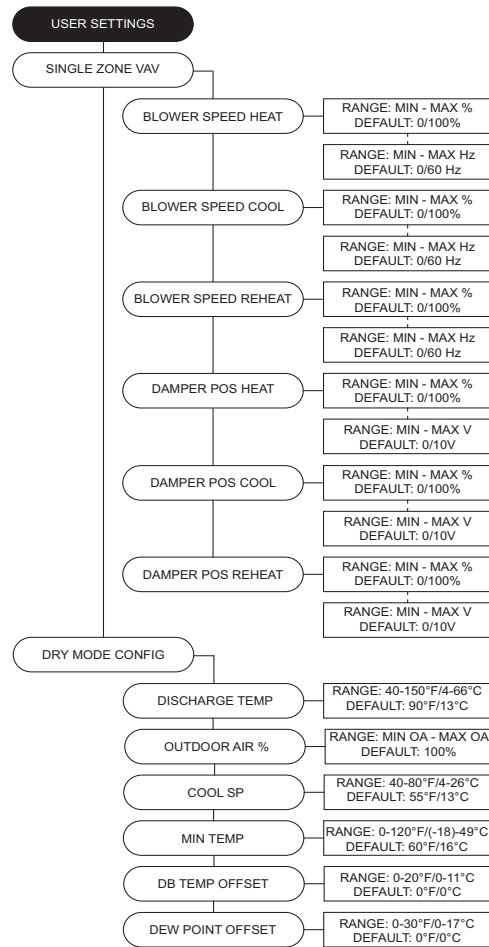 USER SETTINGS
SINGLE ZONE VAV
BLOWER SPEED HEAT
RANGE: MIN - MAX %
DEFAULT: 0/100%
RANGE: MIN - MAX Hz
DEFAULT: 0/60 Hz
BLOWER SPEED COOL
RANGE: MIN - MAX %
DEFAULT: 0/100%
RANGE: MIN - MAX Hz
DEFAULT: 0/60 Hz
BLOWER SPEED REHEAT
RANGE: MIN - MAX %
DEFAULT: 0/100%
RANGE: MIN - MAX Hz
DEFAULT: 0/60 Hz
DAMPER POS HEAT
RANGE: MIN - MAX %
DEFAULT: 0/100%
RANGE: MIN - MAX V
DEFAULT: 0/10V
DAMPER POS COOL
RANGE: MIN - MAX %
DEFAULT: 0/100%
RANGE: MIN - MAX V
DEFAULT: 0/10V
DAMPER POS REHEAT
RANGE: MIN - MAX %
DEFAULT: 0/100%
RANGE: MIN - MAX V
DEFAULT: 0/10V
DRY MODE CONFIG
DISCHARGE TEMP
RANGE: 40-150°F/4-66°C
DEFAULT: 90°F/13°C
OUTDOOR AIR %
RANGE: MIN OA - MAX OA
DEFAULT: 100%
COOL SP
RANGE: 40-80°F/4-26°C
DEFAULT: 55°F/13°C
MIN TEMP
RANGE: 0-120°F/(-18)-49°C
DEFAULT: 60°F/16°C
DB TEMP OFFSET
RANGE: 0-20°F/0-11°C
DEFAULT: 0°F/0°C
DEW POINT OFFSET
RANGE: 0-30°F/0-17°C
DEFAULT: 0°F/0°C